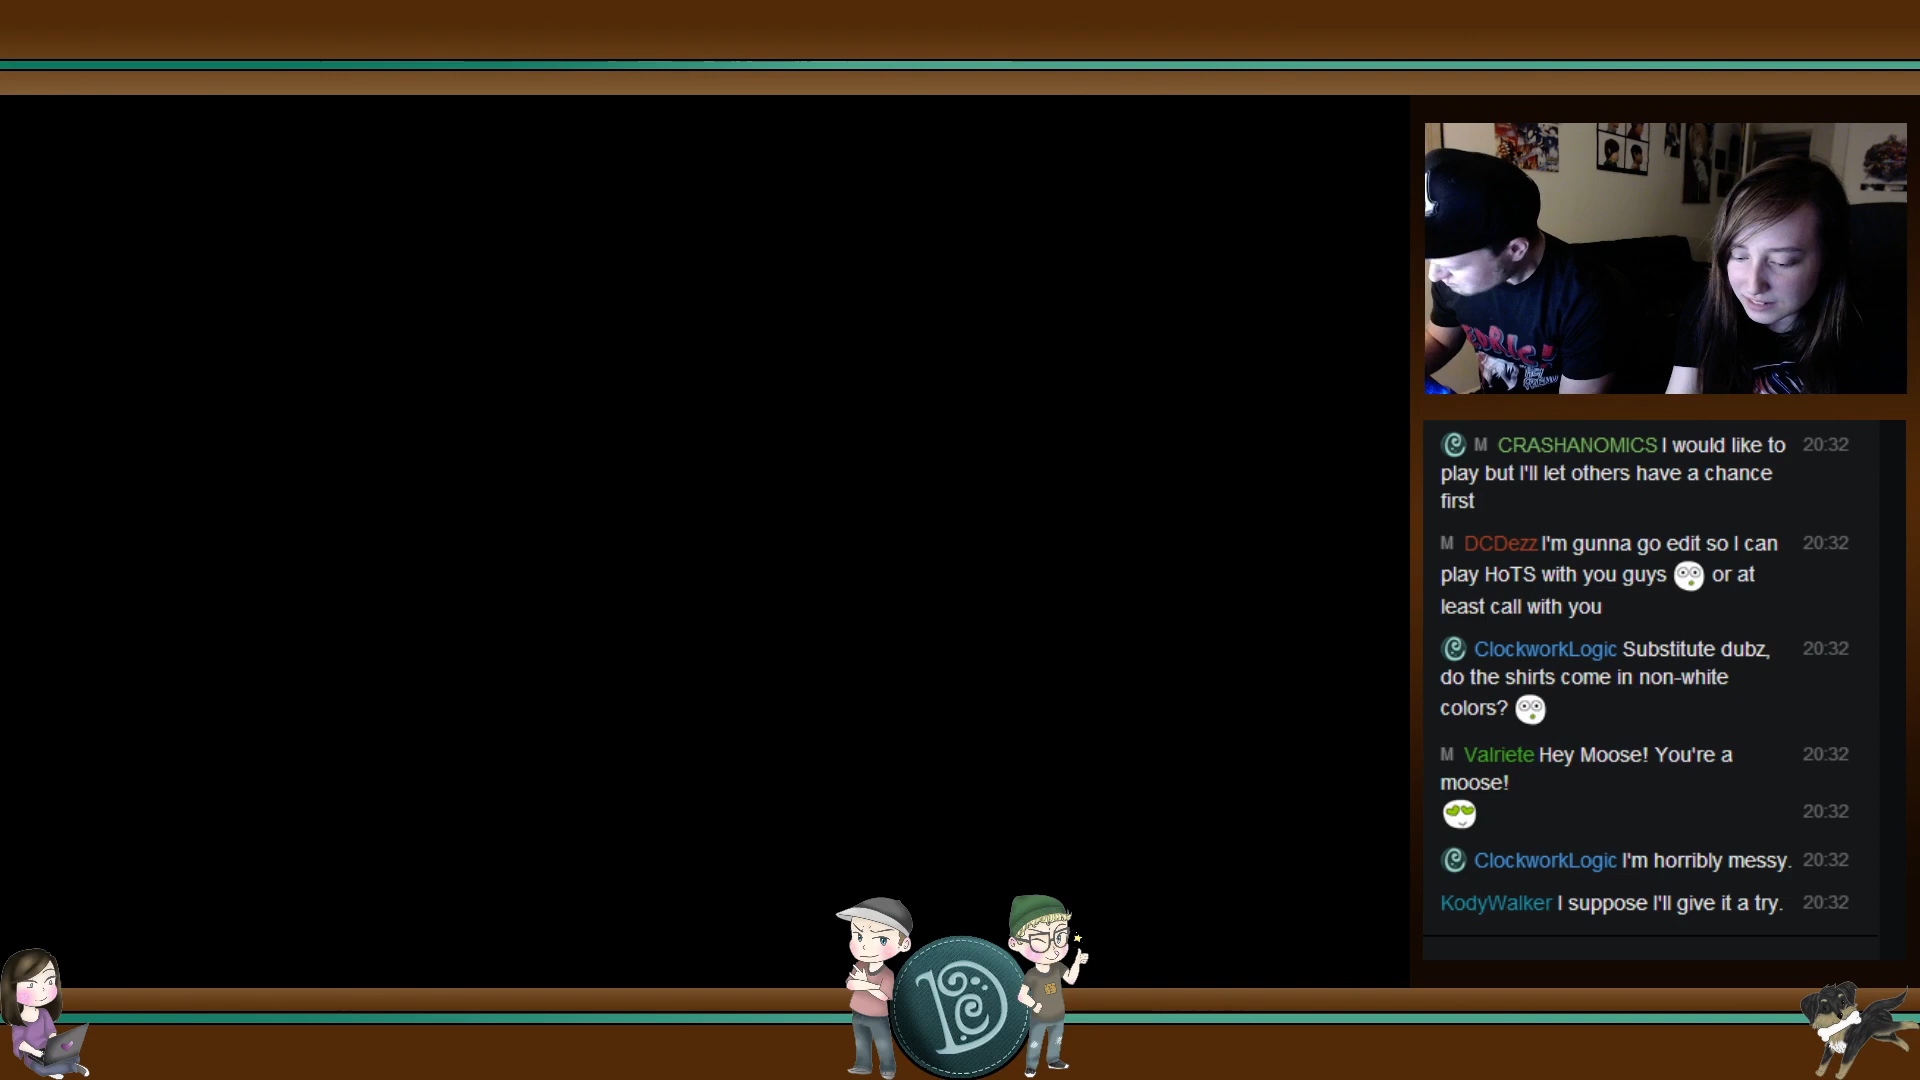 M CRASHANOMICS I would like to 20:32
play but I'll let others have a chance
first
M DCDezz I'm gunna go edit so I can 20:32
play HoTS with you guys or at
least call with you
ClockworkLogic Substitute dubz, 20:32
do the shirts come in non-white
colors?
M Valriete Hey Moose! You're a 20:32
moose!
20:32
ClockworkLogic I'm horribly messy. 20:32
KodyWalker I suppose I'll give it a try. 20:32